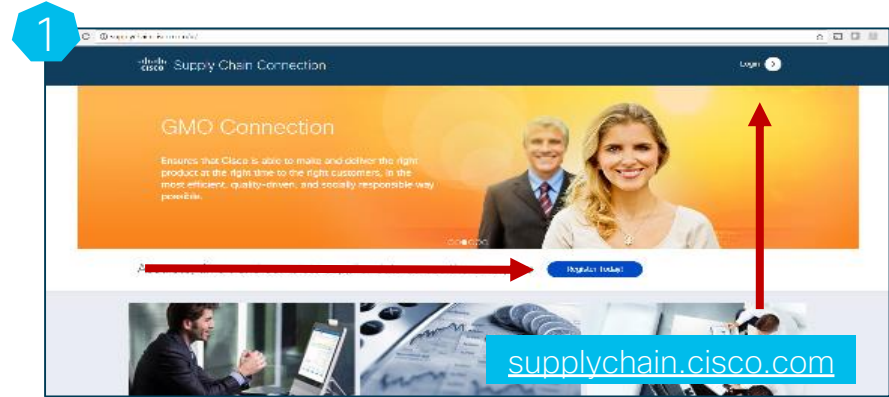 1
cisco Supply Chain Connection
Login
GMO Connection
Ensures that Cisco is able to make and deliver the right
product at the right time to the right customers, in the
most efficient, quality-driven, and socially responsible way
possible.
Register Today!
supplychain.cisco.com